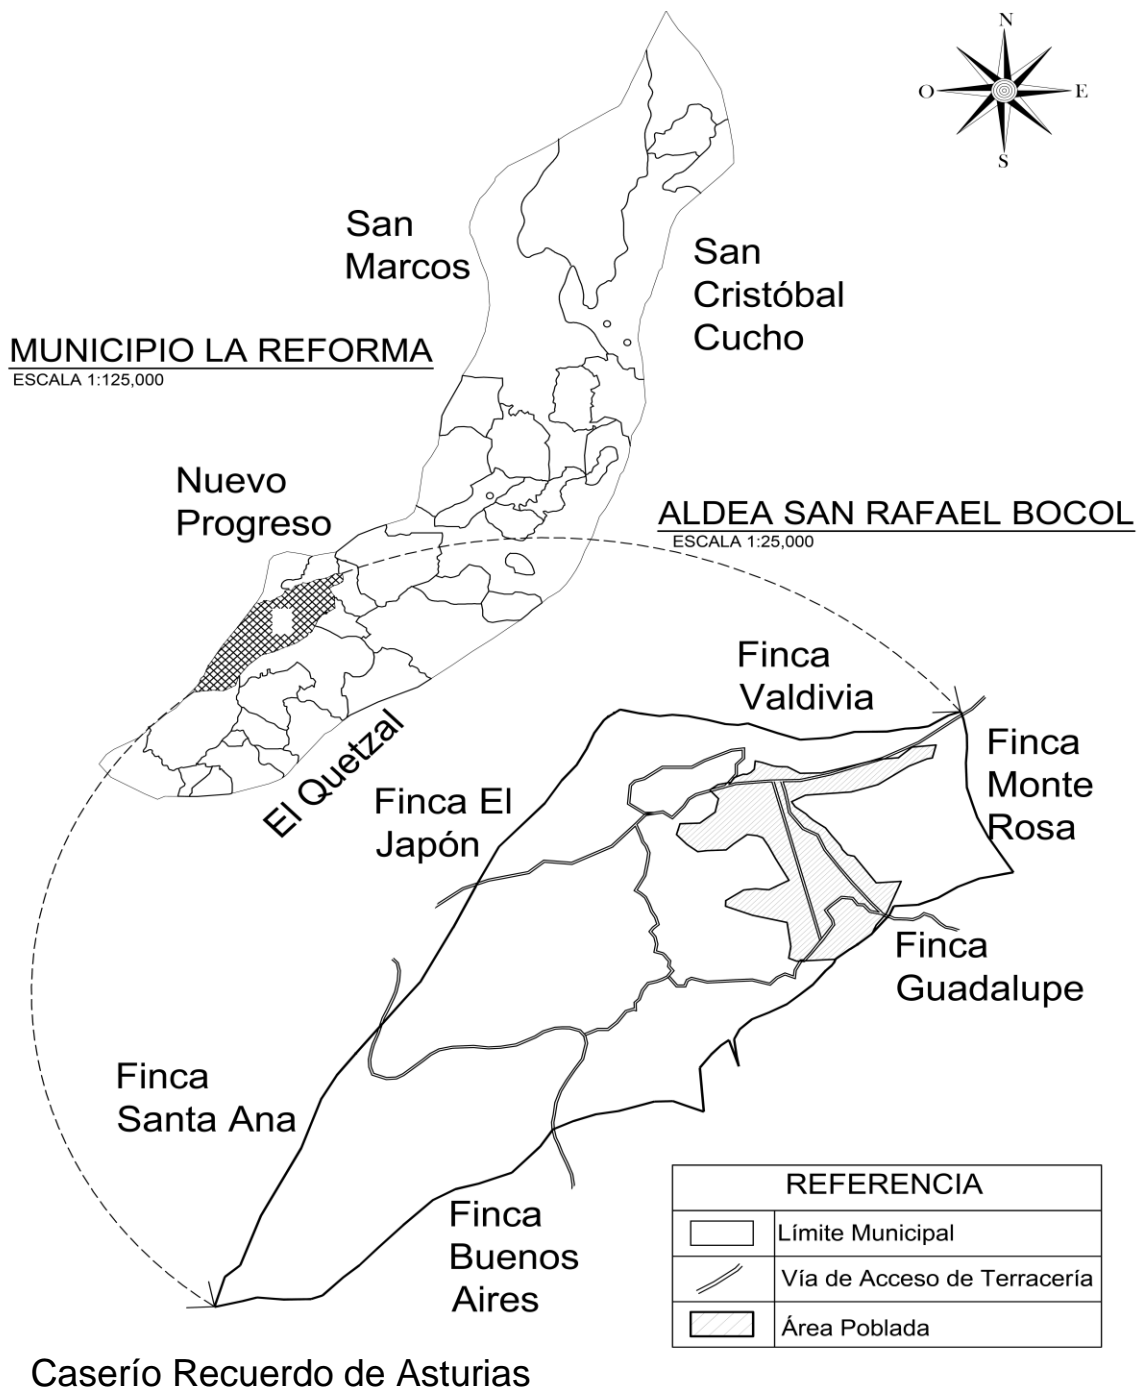 N
O
E
S
San
Marcos
San
Cristóbal
Cucho
MUNICIPIO LA REFORMA
ESCALA 1:125,000
Nuevo
Progreso
ALDEA SAN RAFAEL BOCOL
ESCALA 1:25,000
El Quetzal
Finca
Valdivia
Finca
Monte
Rosa
Finca El
Japón
Finca
Guadalupe
Finca
Santa Ana
Finca
Buenos
Aires
REFERENCIA
Límite Municipal
Vía de Acceso de Terracería
Área Poblada
Caserío Recuerdo de Asturias